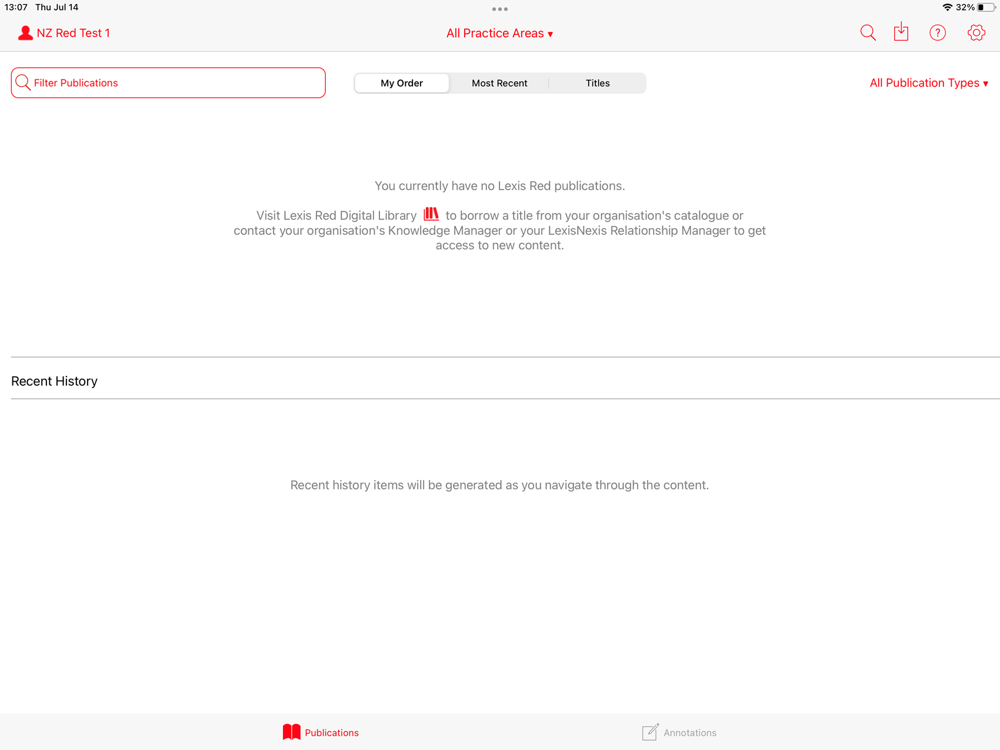 13:07 Thu Jul 14
32%
NZ Red Test 1
All Practice Areas ▾
?
Filter Publications
My Order
Most Recent
Titles
All Publication Types ▾
You currently have no Lexis Red publications.
Visit Lexis Red Digital Library to borrow a title from your organisation's catalogue or
contact your organisation's Knowledge Manager or your LexisNexis Relationship Manager to get
access to new content.
Recent History
Recent history items will be generated as you navigate through the content.
Publications
Annotations